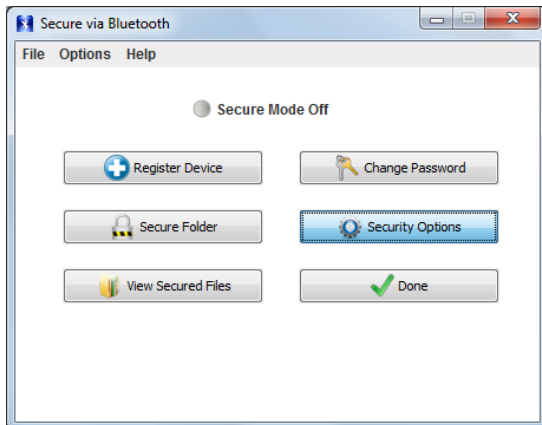 Secure via Bluetooth
File Options Help
Secure Mode Off
Register Device Change Password
Secure Folder Security Options
View Secured Files Done